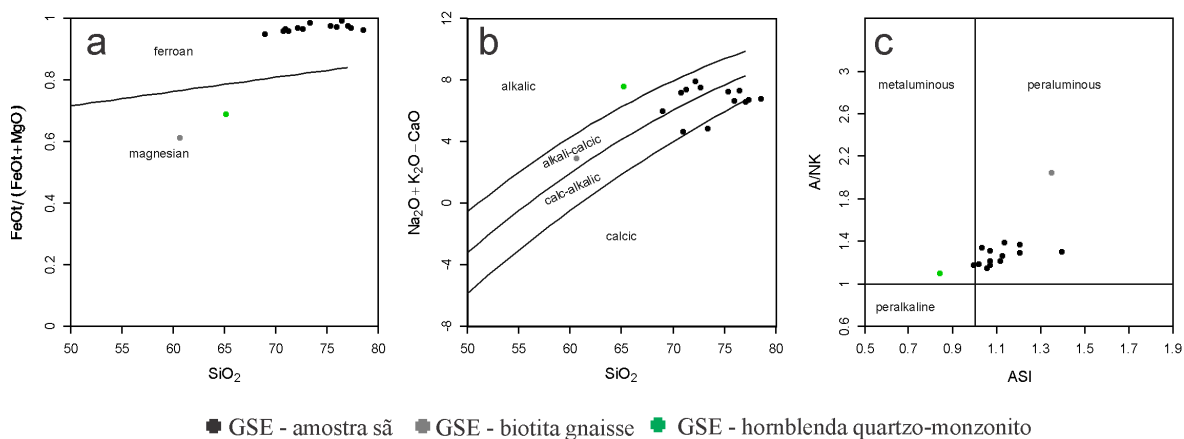 a
ferroan
magnesian
FeOt/(FeOt+MgO)
0 0.2 0.4 0.6 0.8 1
50 55 60 65 70 75 80
SiO2
b
alkalic
alkali-calcic
calc-alkalic
calcic
Na2O + K2O − CaO
-8 -4 0 4 8 12
50 55 60 65 70 75 80
SiO2
c
metaluminous
peraluminous
peralkaline
A/NK
0.6 1 1.4 1.8 2.2 2.6 3
0.5 0.7 0.9 1.1 1.3 1.5 1.7 1.9
ASI
GSE - amostra sã
GSE - biotita gnaisse
GSE - hornblenda quartzo-monzonito